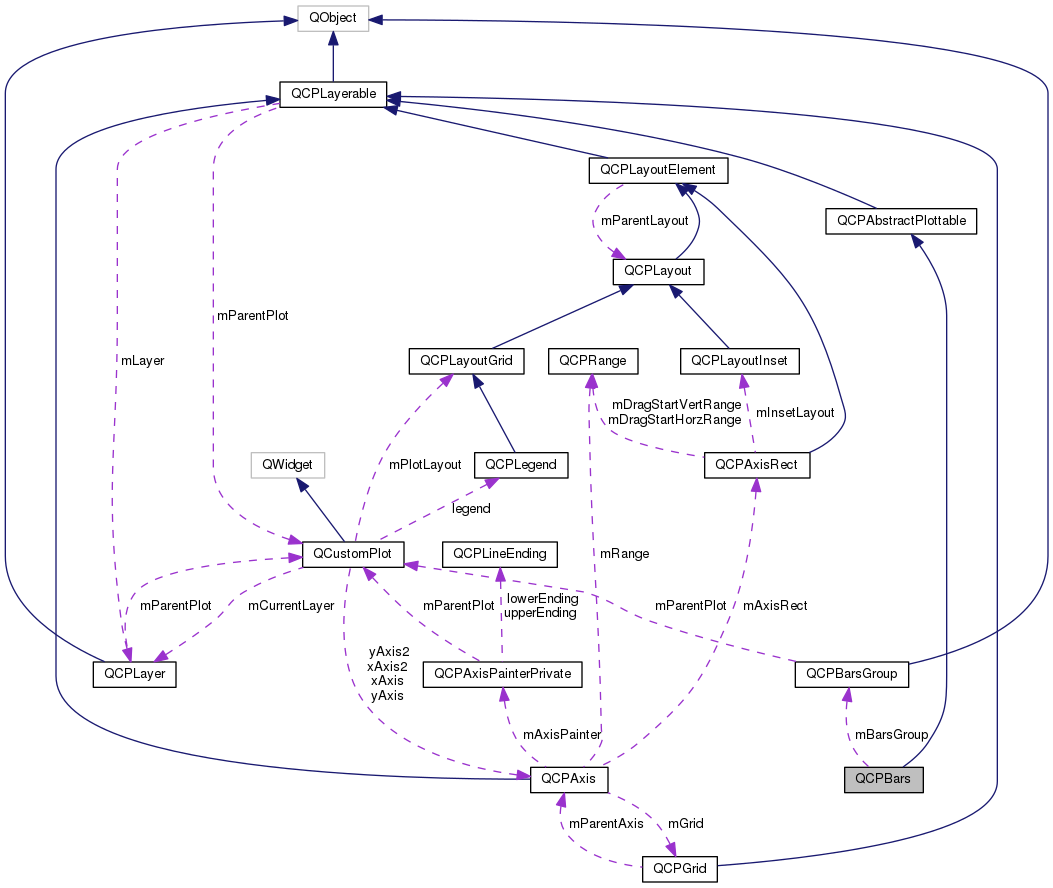 QObject
QCPLayerable
QCPLayoutElement
QCPAbstractPlottable
mParentLayout
QCPLayout
mParentPlot
mLayer
QCPLayoutGrid
QCPRange
QCPLayoutInset
mDragStartVertRange
mDragStartHorzRange
mInsetLayout
QWidget
mPlotLayout
QCPLegend
QCPAxisRect
legend
QCustomPlot
QCPLineEnding
mRange
mParentPlot
mCurrentLayer
mParentPlot
lowerEnding
upperEnding
mParentPlot
mAxisRect
yAxis2
xAxis2
xAxis
yAxis
QCPLayer
QCPAxisPainterPrivate
QCPBarsGroup
mAxisPainter
mBarsGroup
QCPAxis
QCPBars
mParentAxis
mGrid
QCPGrid